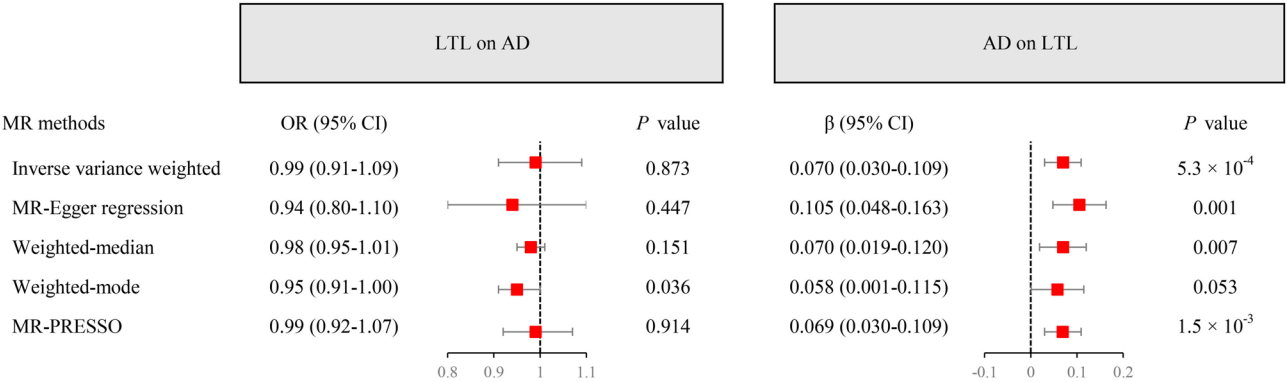 LTL on AD    AD on LTL
MR methods    OR (95% CI)    P value    β (95% CI)    P value
Inverse variance weighted    0.99 (0.91-1.09)    0.873    0.070 (0.030-0.109)    5.3 × 10⁻⁴
MR-Egger regression    0.94 (0.80-1.10)    0.447    0.105 (0.048-0.163)    0.001
Weighted-median    0.98 (0.95-1.01)    0.151    0.070 (0.019-0.120)    0.007
Weighted-mode    0.95 (0.91-1.00)    0.036    0.058 (0.001-0.115)    0.053
MR-PRESSO    0.99 (0.92-1.07)    0.914    0.069 (0.030-0.109)    1.5 × 10⁻³
0.8    0.9    1    1.1    -0.1    0    0.1    0.2